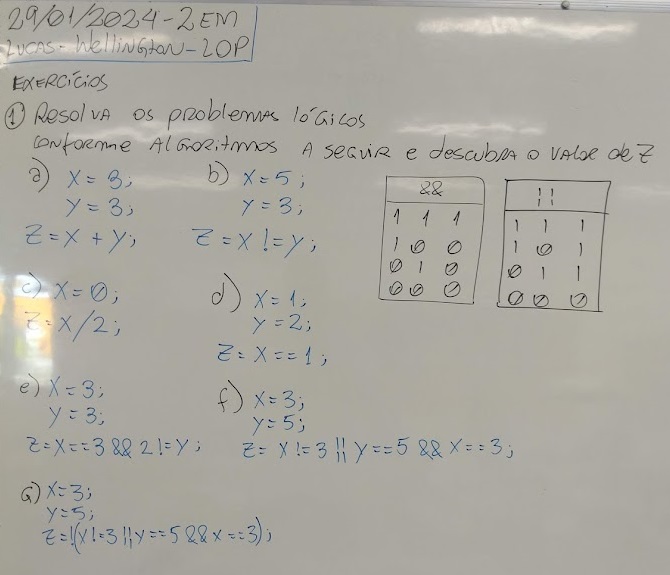 29/01/2024-2EM
LUCAS-WELLINGTON-LOP
EXERCÍCIOS
① RESOLVA OS PROBLEMAS LÓGICOS
CONFORME ALGORITMOS A SEGUIR E DESCUBRA O VALOR DE Z
a) X=3;
Y=3;
Z=X+Y;
b) X=5;
Y=3;
Z=X!=Y;
&&
1 1 1
1 0 0
0 1 0
0 0 0
||
1 1 1
1 0 1
0 1 1
0 0 0
c) X=0;
Z=X/2;
d) X=1;
Y=2;
Z=X==1;
e) X=3;
Y=3;
Z=X==3&&2!=Y;
f) X=3;
Y=5;
Z=X!=3||Y==5&&X==3;
G) X=3;
Y=5;
Z=!(X!=3||Y==5&&X==3);